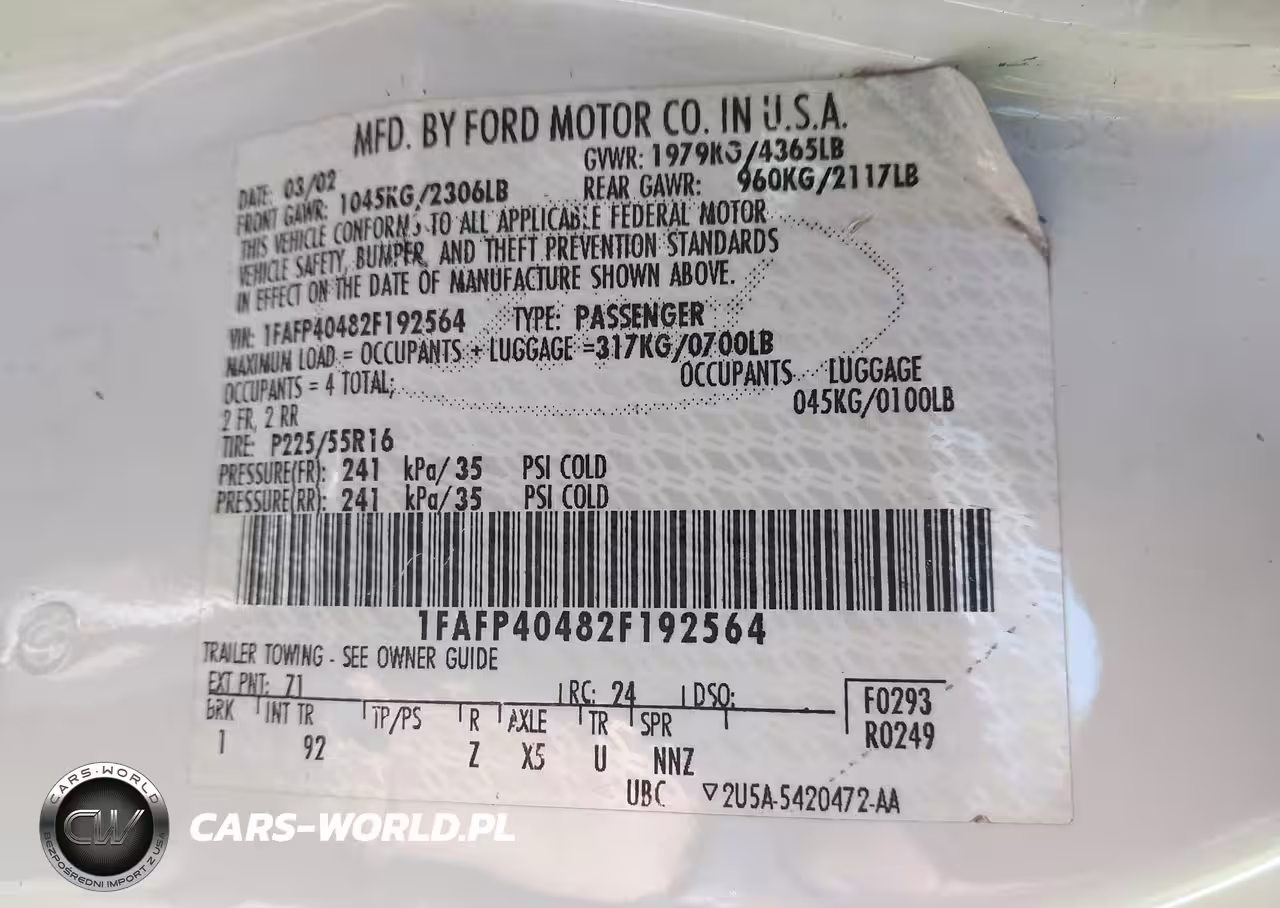 MFD. BY FORD MOTOR CO. IN U.S.A.
DATE: 03/02 GVWR: 1979KG/4365LB
FRONT GAWR: 1045KG/2306LB REAR GAWR: 960KG/2117LB
THIS VEHICLE CONFORMS TO ALL APPLICABLE FEDERAL MOTOR
VEHICLE SAFETY, BUMPER, AND THEFT PREVENTION STANDARDS
IN EFFECT ON THE DATE OF MANUFACTURE SHOWN ABOVE.
VIN: 1FAFP40482F192564 TYPE: PASSENGER
MAXIMUM LOAD = OCCUPANTS + LUGGAGE =317KG/0700LB
OCCUPANTS = 4 TOTAL; OCCUPANTS LUGGAGE
2 FR, 2 RR 045KG/0100LB
TIRE: P225/55R16
PRESSURE(FR): 241 kPa/ 35 PSI COLD
PRESSURE(RR): 241 kPa/ 35 PSI COLD
1FAFP40482F192564
TRAILER TOWING - SEE OWNER GUIDE
EXT PNT: 71 RC: 24 DSO: F0293
BRK INT TR TP/PS R AXLE TR SPR R0249
1 92 Z X5 U NNZ
UBC ▽2U5A-5420472-AA
CARS-WORLD
CW
BEZPOŚREDNI IMPORT Z USA
CARS-WORLD.PL